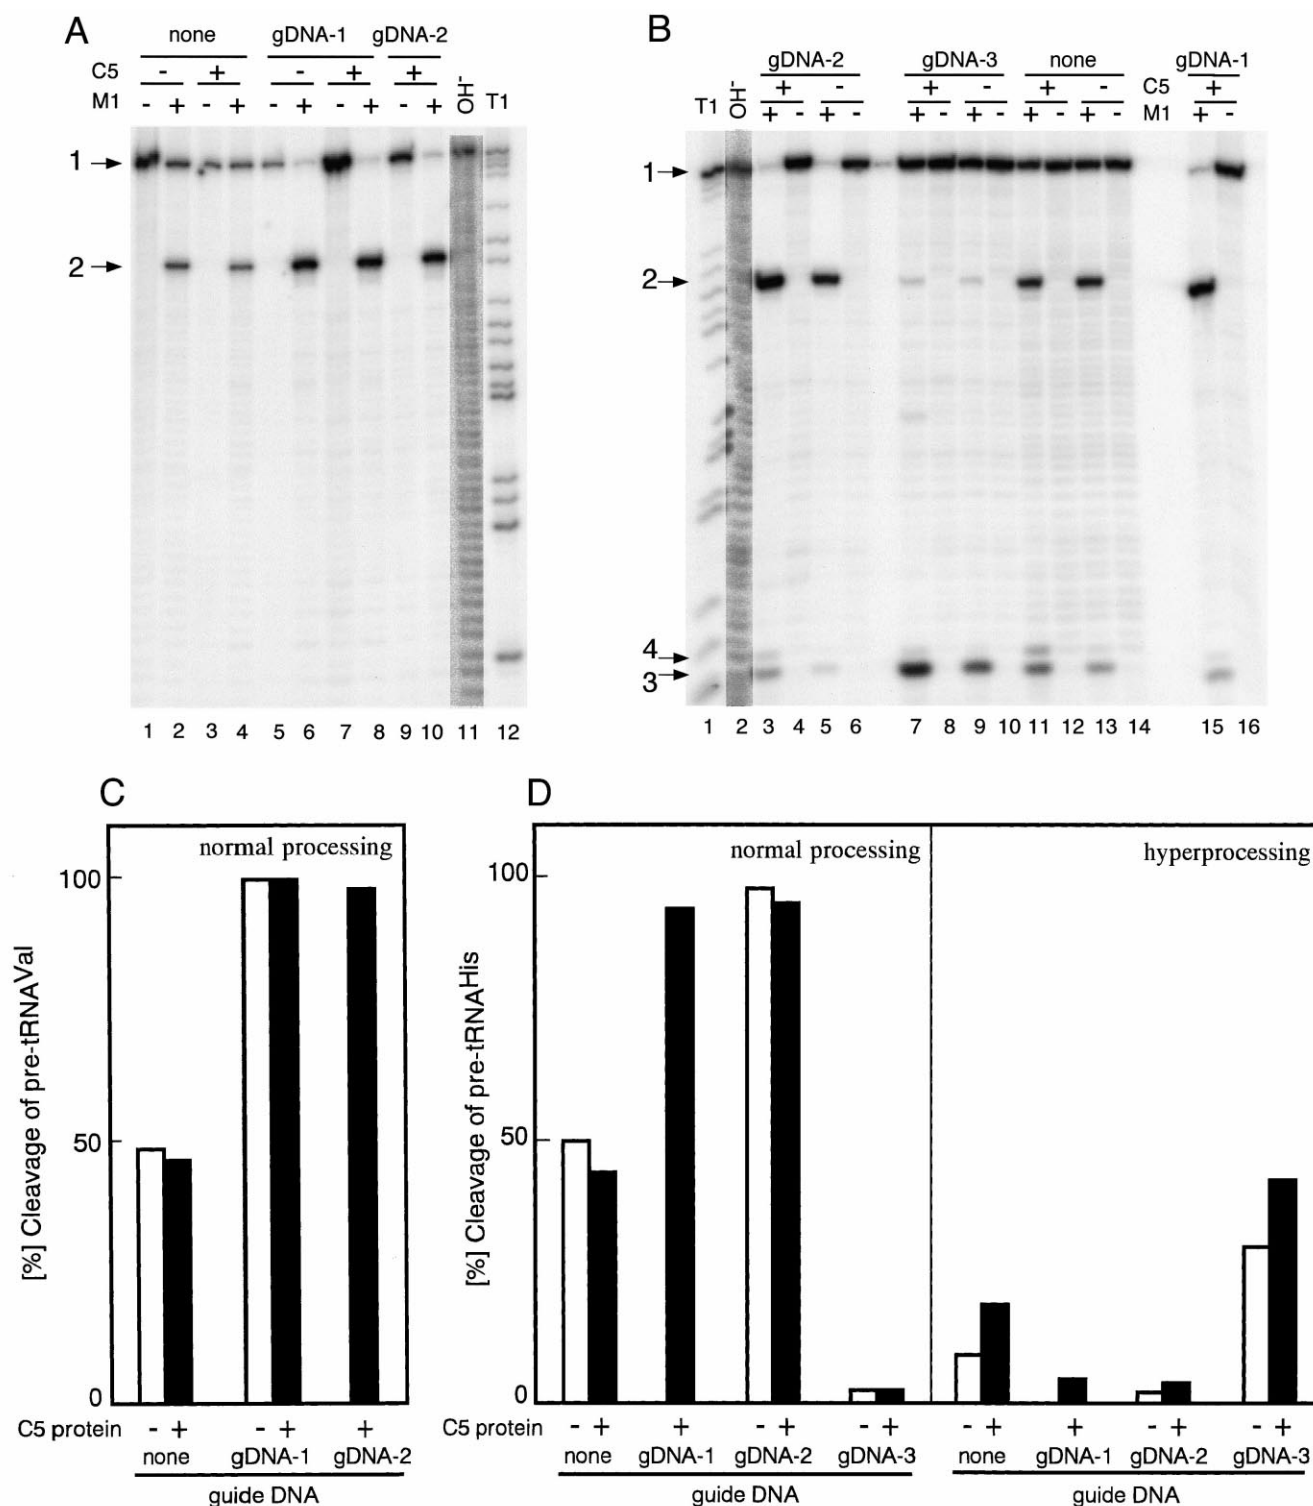 A
none gDNA-1 gDNA-2
C5 - + - + +
M1 - + - + - + - + - + OH- T1
1
2
1 2 3 4 5 6 7 8 9 10 11 12
B
gDNA-2 gDNA-3 none gDNA-1
C5 + - + - + - +
T1 OH- + - + - + - + - + - + - M1 + -
1
2
4
3
1 2 3 4 5 6 7 8 9 10 11 12 13 14 15 16
C
normal processing
[%] Cleavage of pre-tRNAVal
100
50
0
C5 protein - + - + +
none gDNA-1 gDNA-2
guide DNA
D
normal processing hyperprocessing
[%] Cleavage of pre-tRNAHis
100
50
0
C5 protein - + + - + - + - + + - + - +
none gDNA-1 gDNA-2 gDNA-3 none gDNA-1 gDNA-2 gDNA-3
guide DNA guide DNA